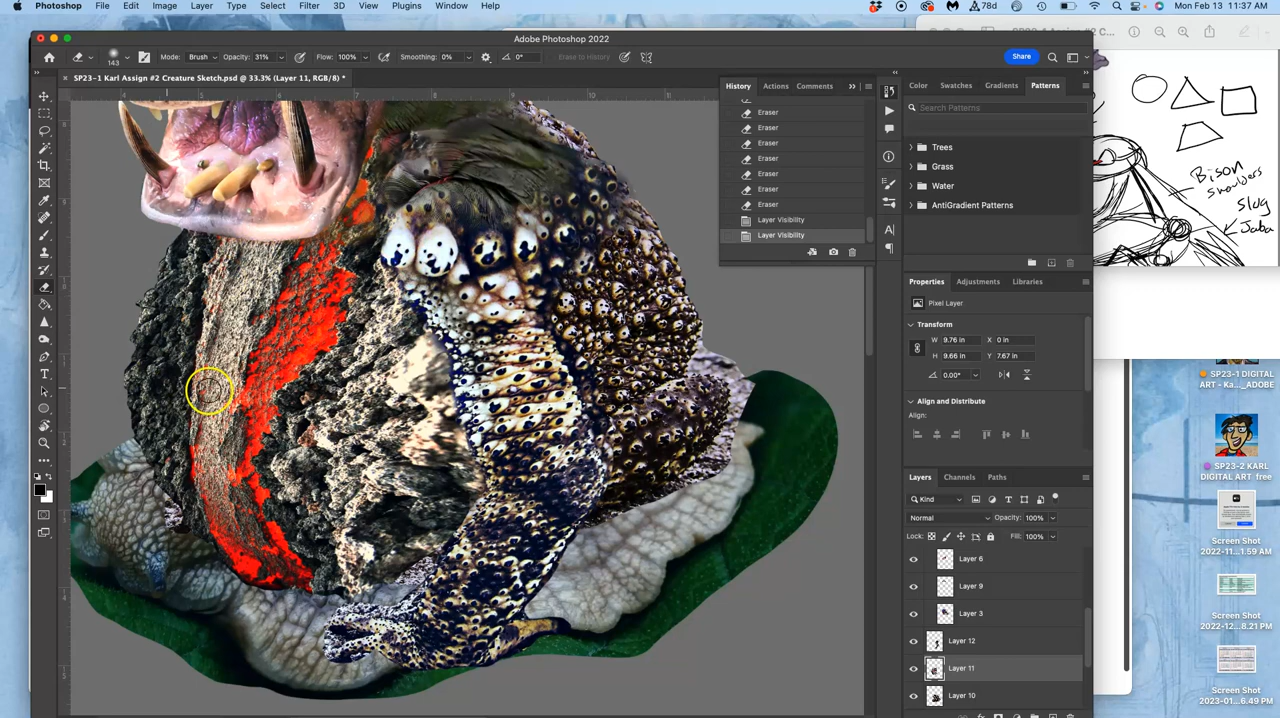 Photoshop File Edit Image Layer Type Select Filter 3D View Plugins Window Help
78d
Mon Feb 13 11:37 AM
Adobe Photoshop 2022
143
Mode: Brush Opacity: 31% Flow: 100% Smoothing: 0% 0° Erase to History Share
SP23-1 Karl Assign #2 Creature Sketch.psd @ 33.3% (Layer 11, RGB/8) *
History Actions Comments
Eraser
Eraser
Eraser
Eraser
Eraser
Eraser
Eraser
Layer Visibility
Layer Visibility
Color Swatches Gradients Patterns
Search Patterns
Trees
Grass
Water
AntiGradient Patterns
Properties Adjustments Libraries
Pixel Layer
Transform
W 9.76 in X 0 in
H 9.66 in Y 7.67 in
0.00°
Align and Distribute
Align:
Layers Channels Paths
Kind
Normal Opacity: 100%
Lock: Fill: 100%
Layer 6
Layer 9
Layer 3
Layer 12
Layer 11
Layer 10
Bison
shoulders
slug
Jaba
SP23-1 DIGITAL
ART - Ka..._ADOBE
SP23-2 KARL
DIGITAL ART free
Screen Shot
2022-11...1.59 AM
Screen Shot
2022-12...8.21 PM
Screen Shot
2023-01...6.49 PM